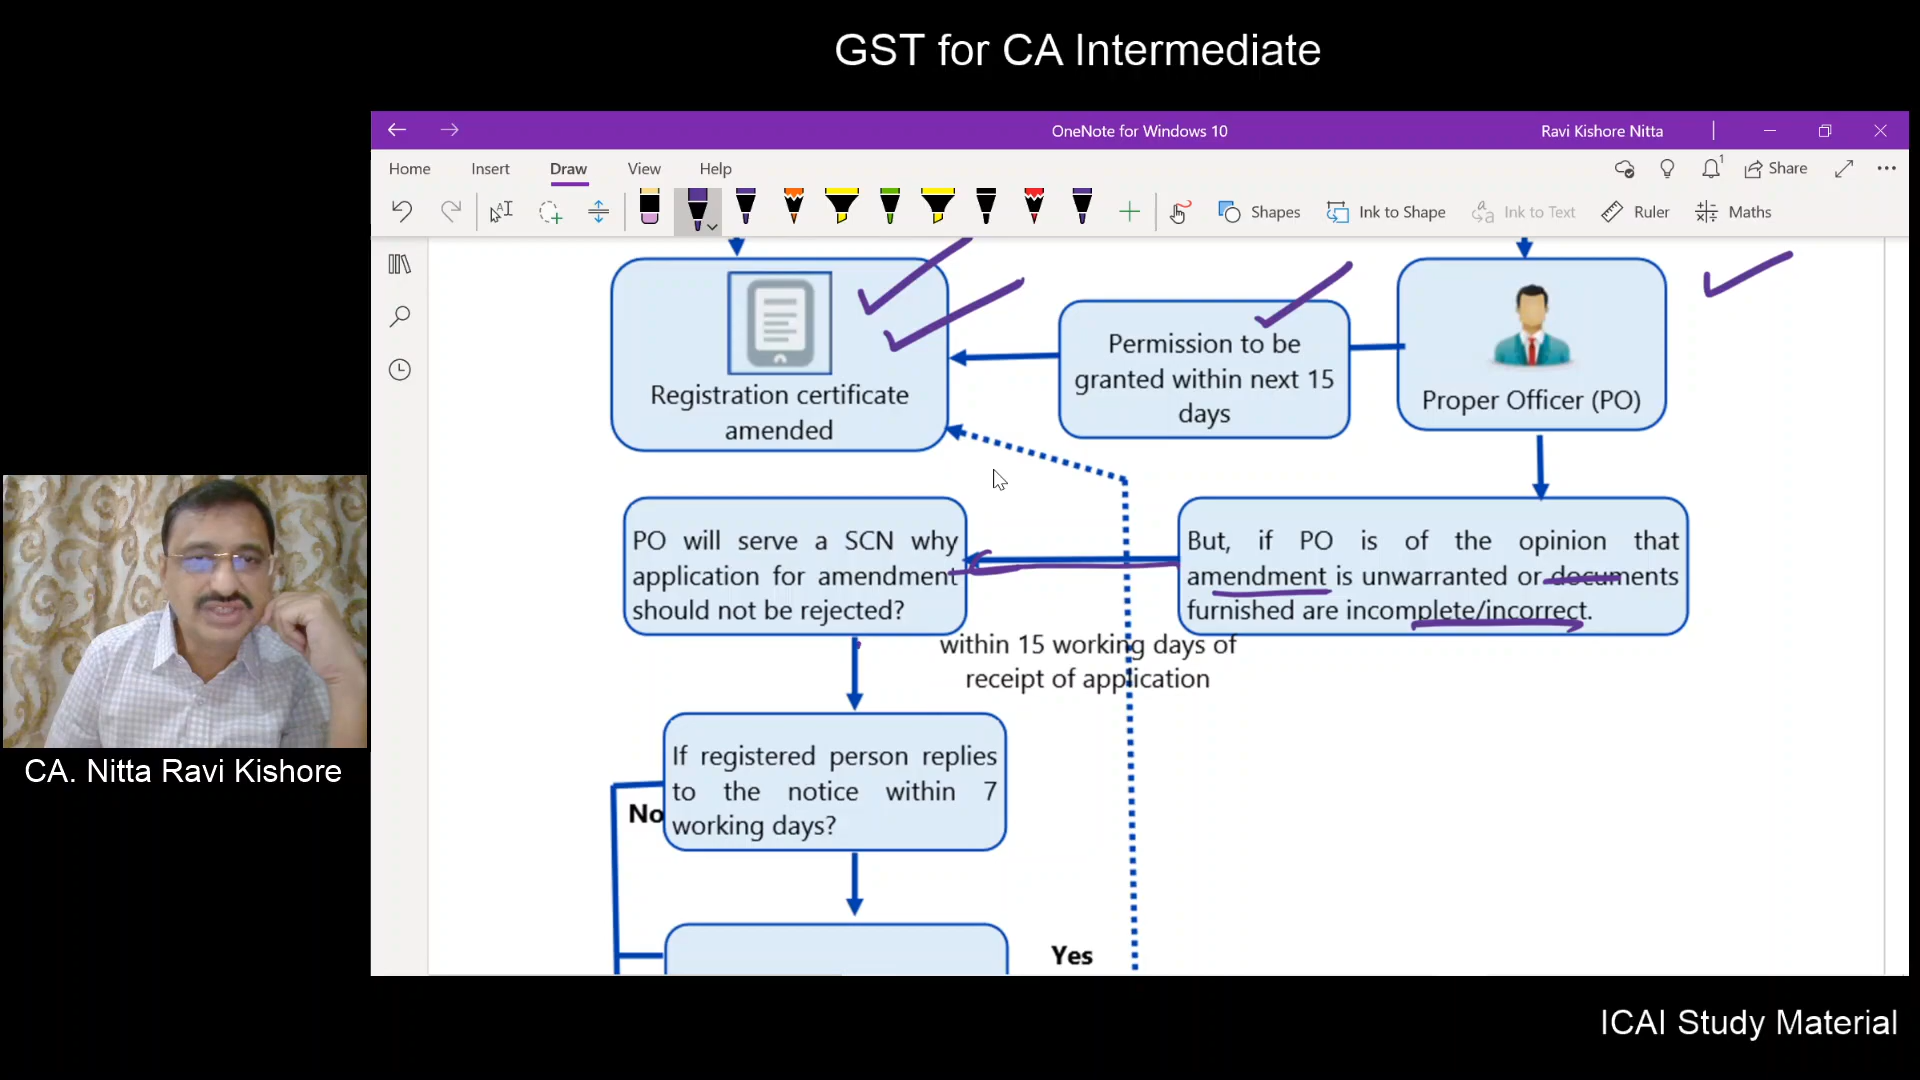 GST for CA Intermediate
OneNote for Windows 10
Ravi Kishore Nitta
Home
Insert
Draw
View
Help
1
Share
Shapes
Ink to Shape
Ink to Text
Ruler
Maths
Registration certificate
amended
Permission to be
granted within next 15
days
Proper Officer (PO)
PO will serve a SCN why
application for amendment
should not be rejected?
But, if PO is of the opinion that
amendment is unwarranted or documents
furnished are incomplete/incorrect.
within 15 working days of
receipt of application
If registered person replies
to the notice within 7
working days?
No
Yes
CA. Nitta Ravi Kishore
ICAI Study Material